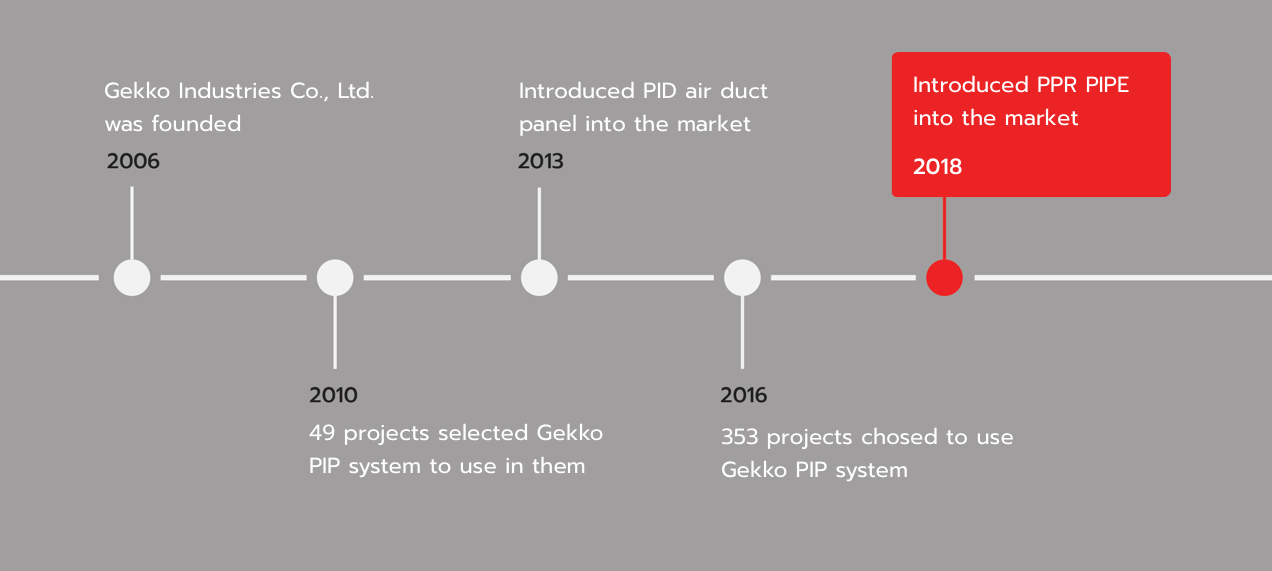 Gekko Industries Co., Ltd.
was founded
2006
2010
49 projects selected Gekko
PIP system to use in them
Introduced PID air duct
panel into the market
2013
2016
353 projects chosed to use
Gekko PIP system
Introduced PPR PIPE
into the market
2018